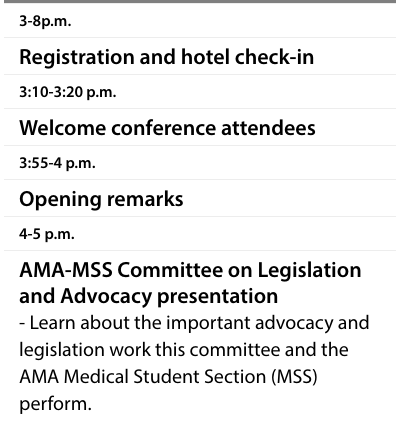 3-8p.m.
Registration and hotel check-in
3:10-3:20 p.m.
Welcome conference attendees
3:55-4 p.m.
Opening remarks
4-5 p.m.
AMA-MSS Committee on Legislation
and Advocacy presentation
- Learn about the important advocacy and
legislation work this committee and the
AMA Medical Student Section (MSS)
perform.